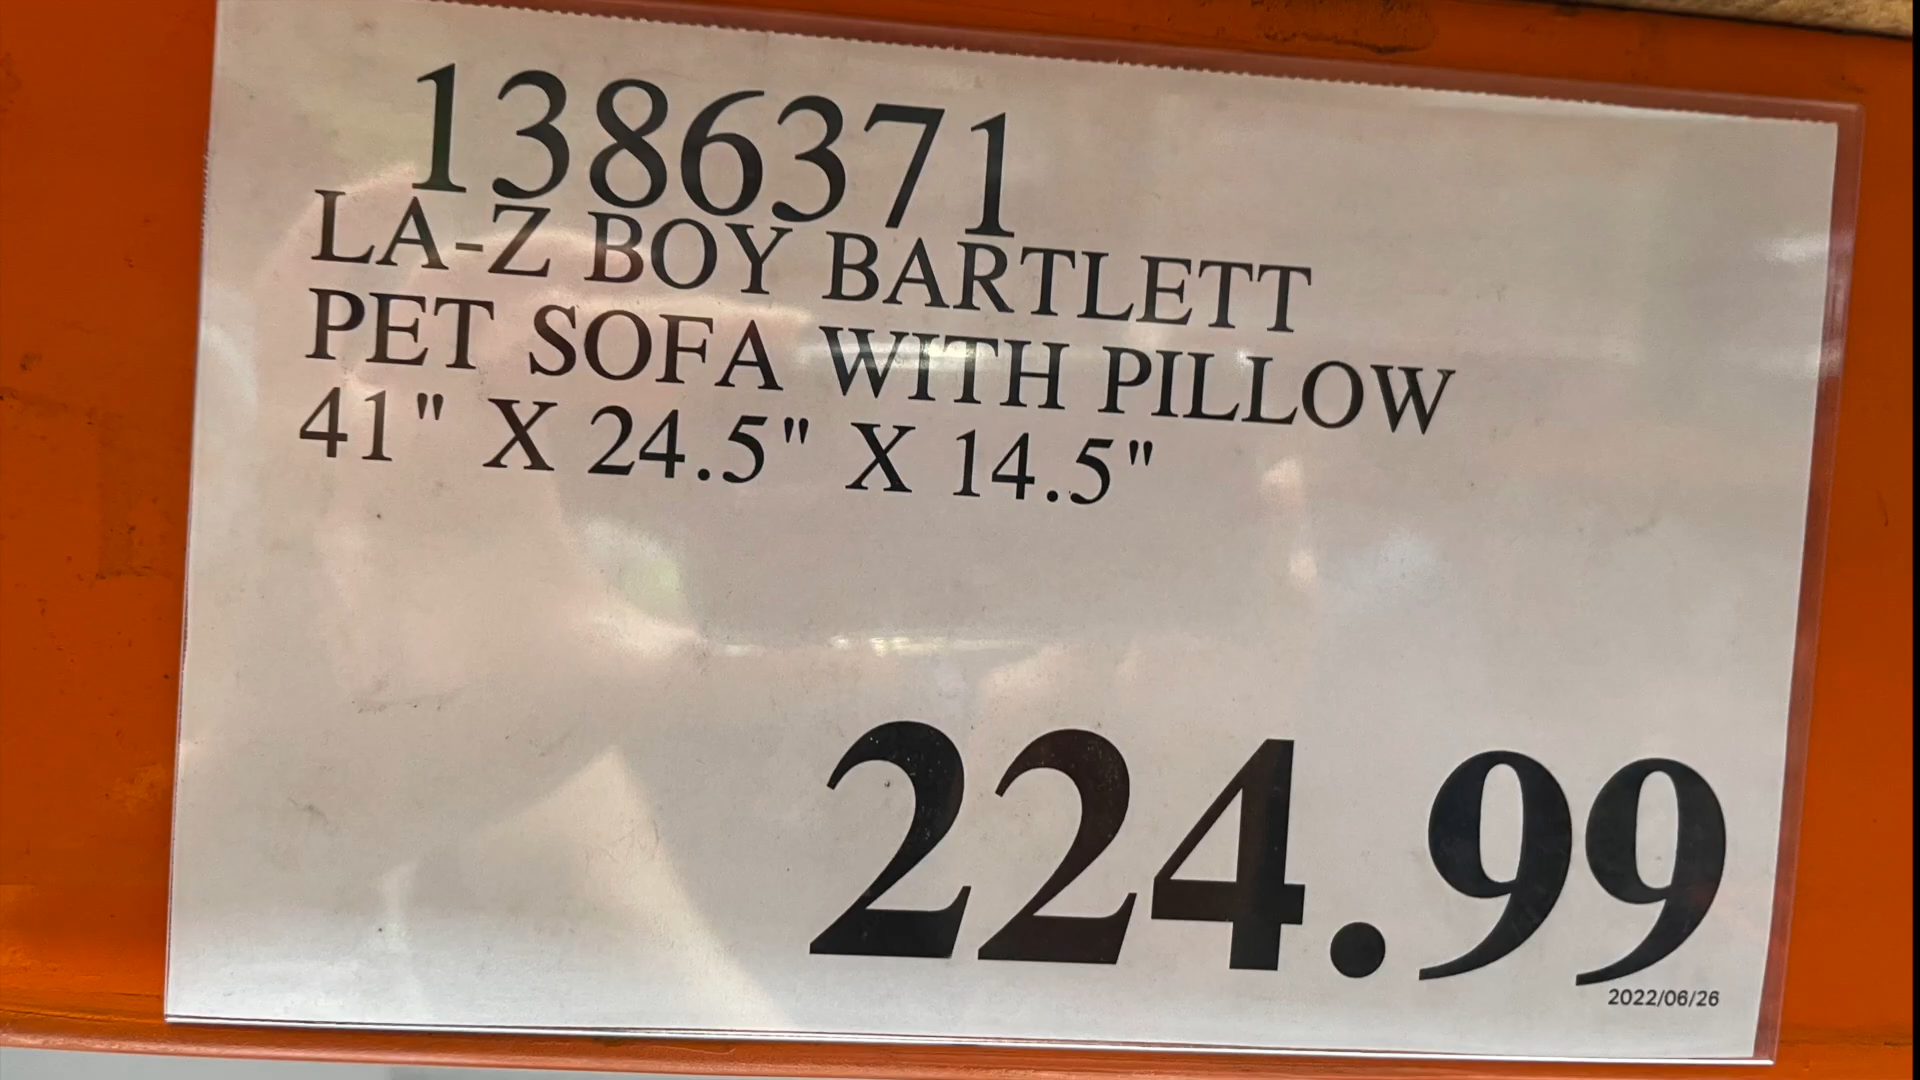 1386371
LA-Z BOY BARTLETT
PET SOFA WITH PILLOW
41" X 24.5" X 14.5"
224.99
2022/06/26